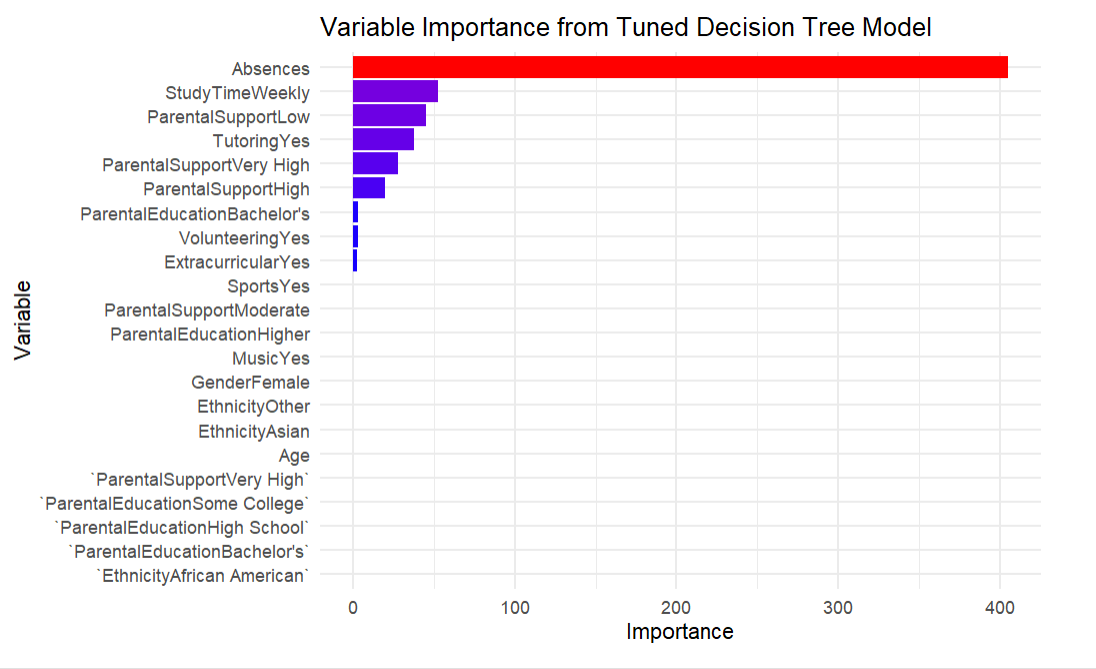 Variable Importance from Tuned Decision Tree Model
Variable
Absences
StudyTimeWeekly
ParentalSupportLow
TutoringYes
ParentalSupportVery High
ParentalSupportHigh
ParentalEducationBachelor's
VolunteeringYes
ExtracurricularYes
SportsYes
ParentalSupportModerate
ParentalEducationHigher
MusicYes
GenderFemale
EthnicityOther
EthnicityAsian
Age
`ParentalSupportVery High`
`ParentalEducationSome College`
`ParentalEducationHigh School`
`ParentalEducationBachelor's`
`EthnicityAfrican American`
0 100 200 300 400
Importance